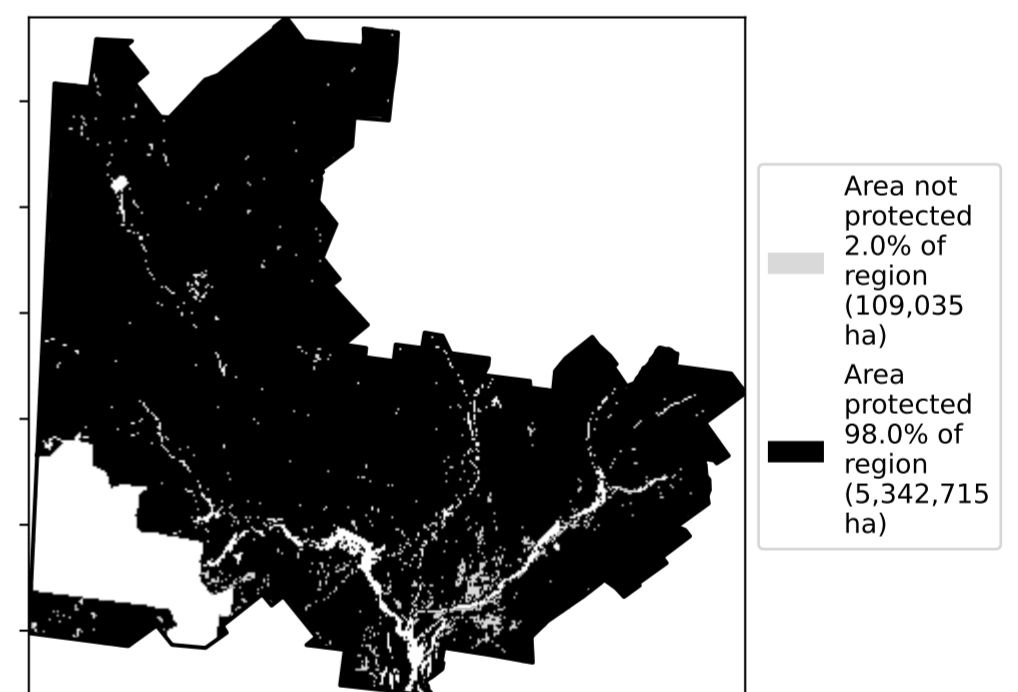 Area not
protected
2.0% of
region
(109,035
ha)
Area
protected
98.0% of
region
(5,342,715
ha)